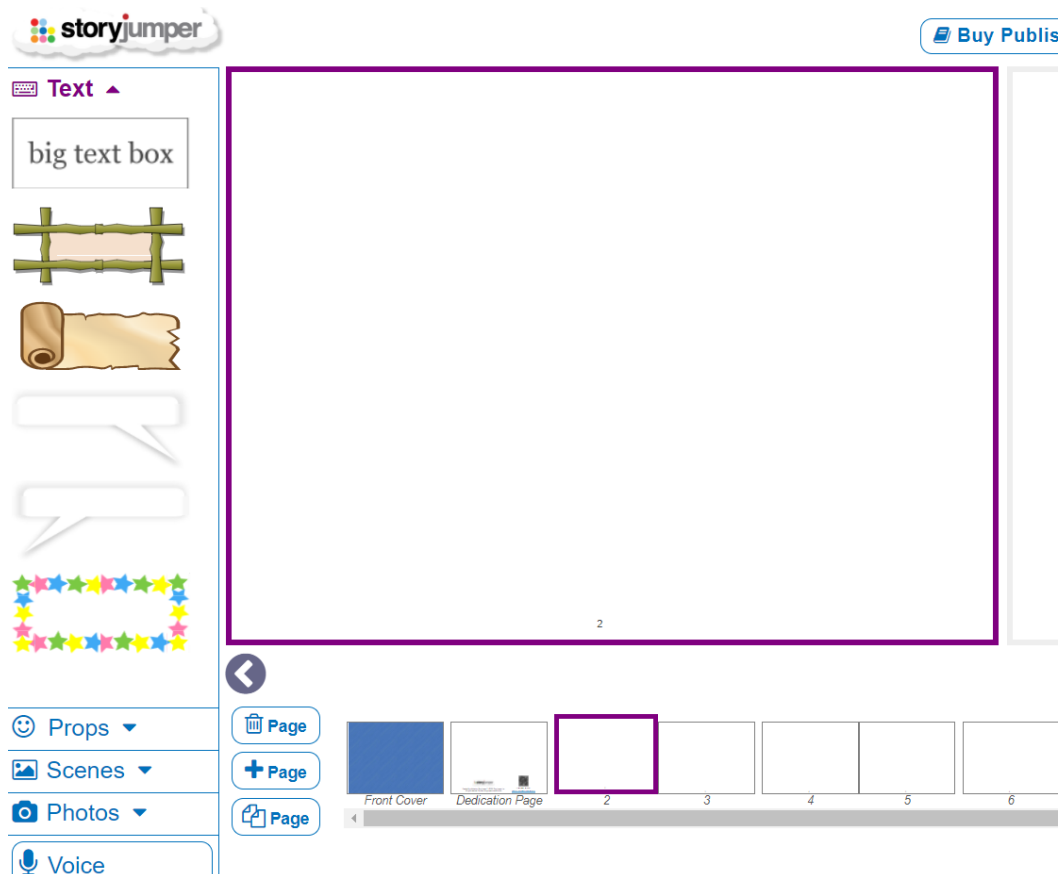 storyjumper
Buy Publis
Text
big text box
2
Props
Scenes
Photos
Voice
Page
Page
Page
Front Cover
Dedication Page
2
3
4
5
6